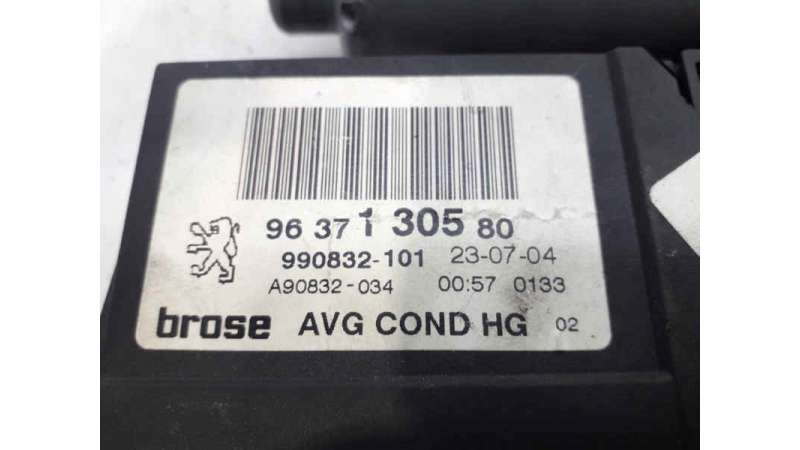 96 37 1 305 80
990832-101 23-07-04
A90832-034 00:57 0133
brose AVG COND HG 02